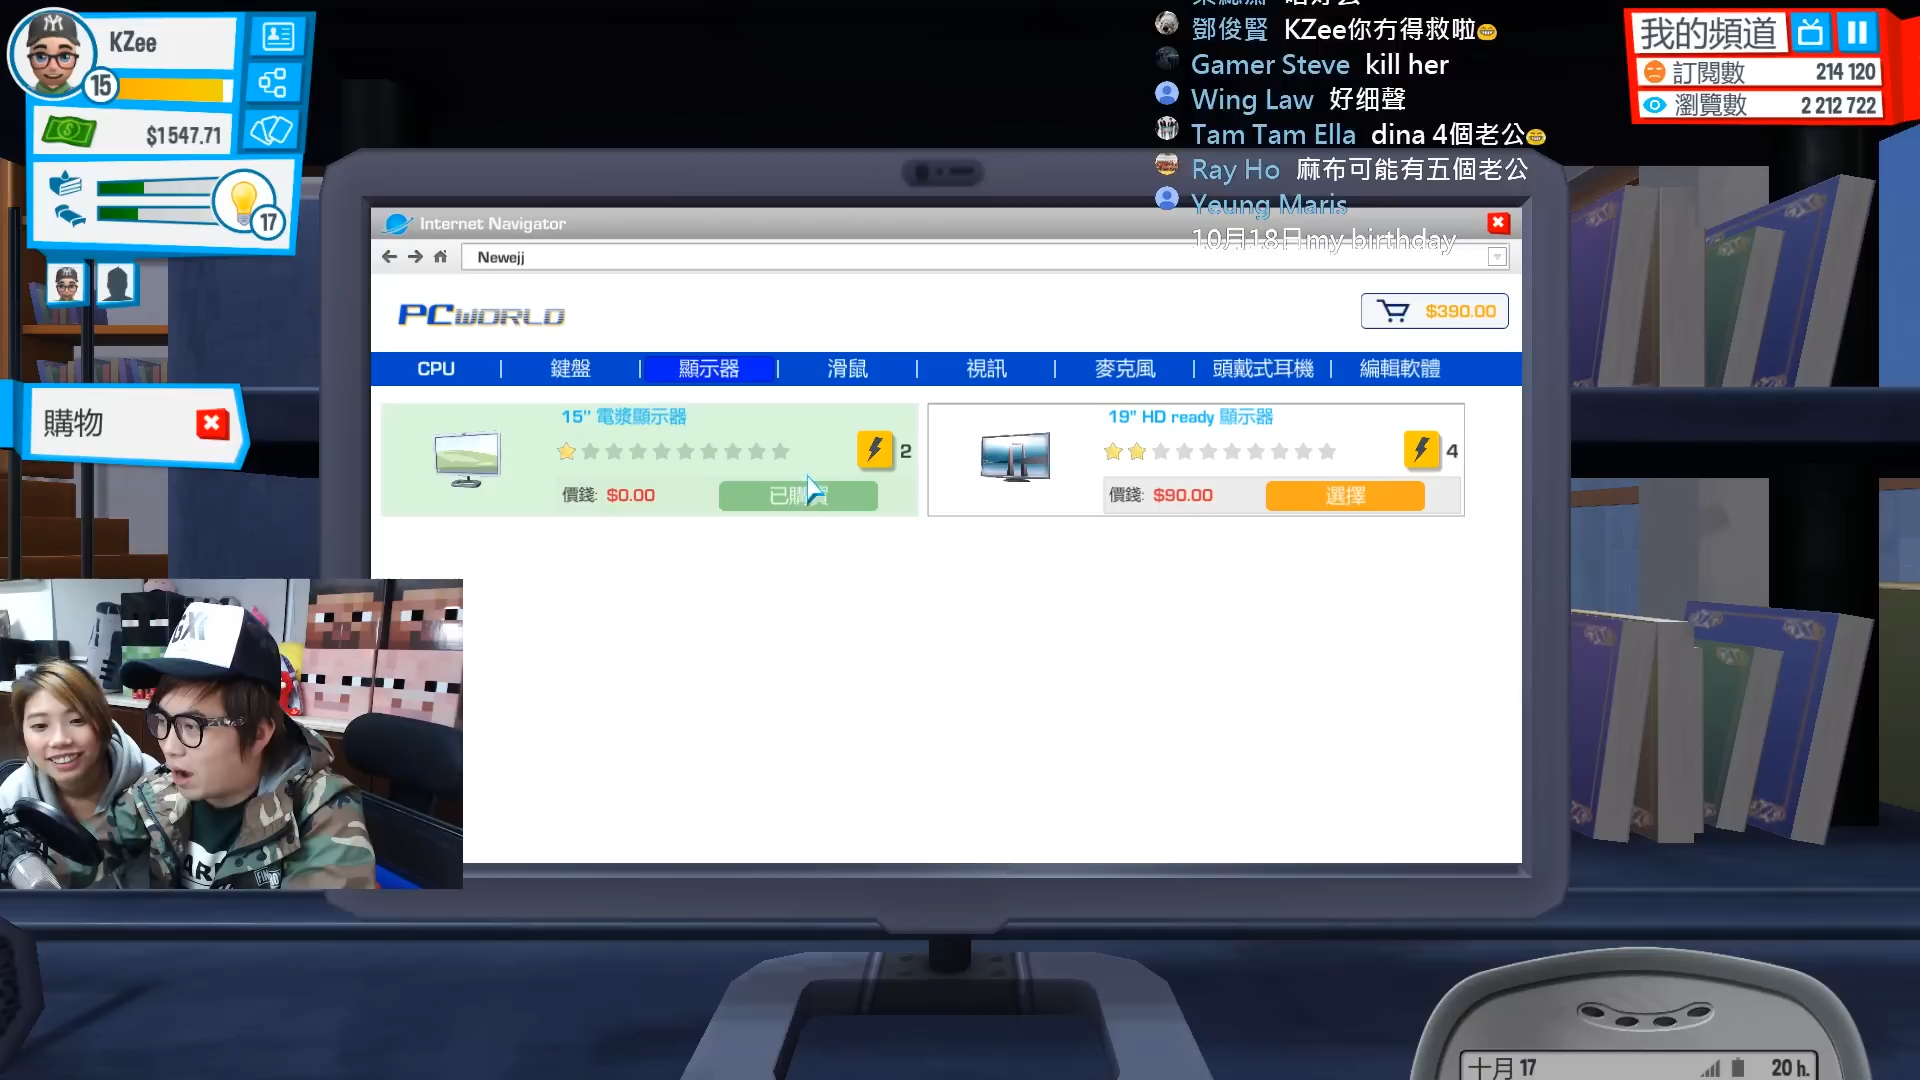 KZee
15
$1547.71
17
購物
鄧俊賢 KZee你冇得救啦😂
Gamer Steve kill her
Wing Law 好细聲
Tam Tam Ella dina 4個老公😂
Ray Ho 麻布可能有五個老公
Yeung Maris
10月18日my birthday
我的頻道
訂閱數 214 120
瀏覽數 2 212 722
Internet Navigator
Newejj
PCWORLD
$390.00
CPU | 鍵盤 | 顯示器 | 滑鼠 | 視訊 | 麥克風 | 頭戴式耳機 | 編輯軟體
15" 電漿顯示器
2
價錢: $0.00
已購買
19" HD ready 顯示器
4
價錢: $90.00
選擇
十月 17
20 h.